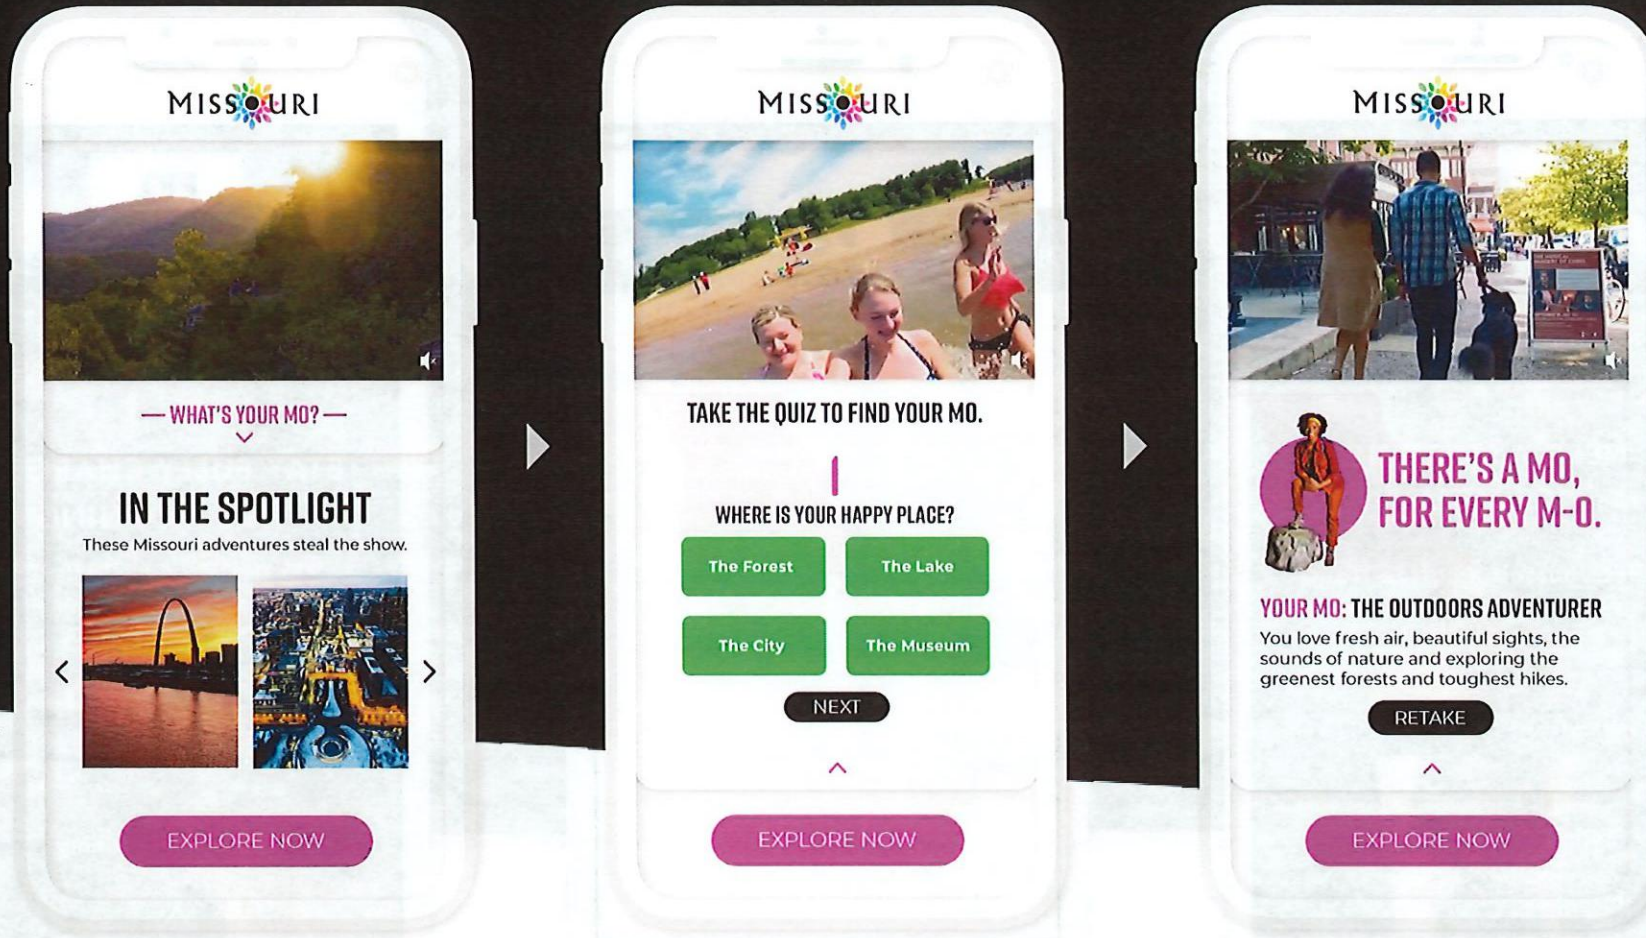 MISSOURI
WHAT'S YOUR MO?
IN THE SPOTLIGHT
These Missouri adventures steal the show.
EXPLORE NOW
MISSOURI
TAKE THE QUIZ TO FIND YOUR MO.
1
WHERE IS YOUR HAPPY PLACE?
The Forest
The Lake
The City
The Museum
NEXT
EXPLORE NOW
MISSOURI
THERE'S A MO,
FOR EVERY M-O.
YOUR MO: THE OUTDOORS ADVENTURER
You love fresh air, beautiful sights, the
sounds of nature and exploring the
greenest forests and toughest hikes.
RETAKE
EXPLORE NOW